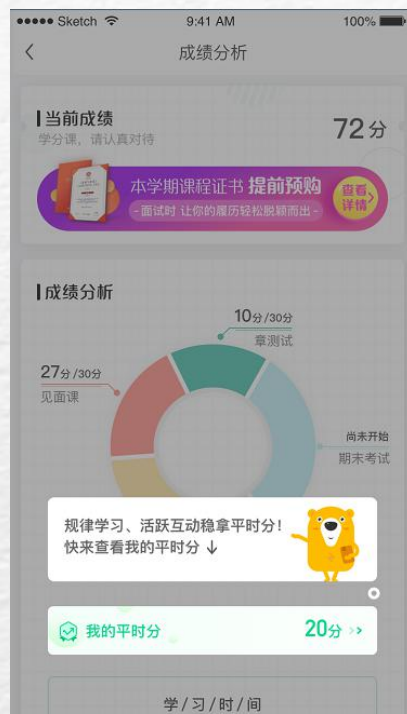 Sketch 9:41 AM 100%
成绩分析
当前成绩
72分
学分课，请认真对待
本学期课程证书 提前预购
-面试时 让你的履历轻松脱颖而出-
查看
详情
成绩分析
10分/30分
章测试
27分/30分
见面课
尚未开始
期末考试
规律学习、活跃互动稳拿平时分！
快来查看我的平时分↓
我的平时分 20分
学/习/时/间